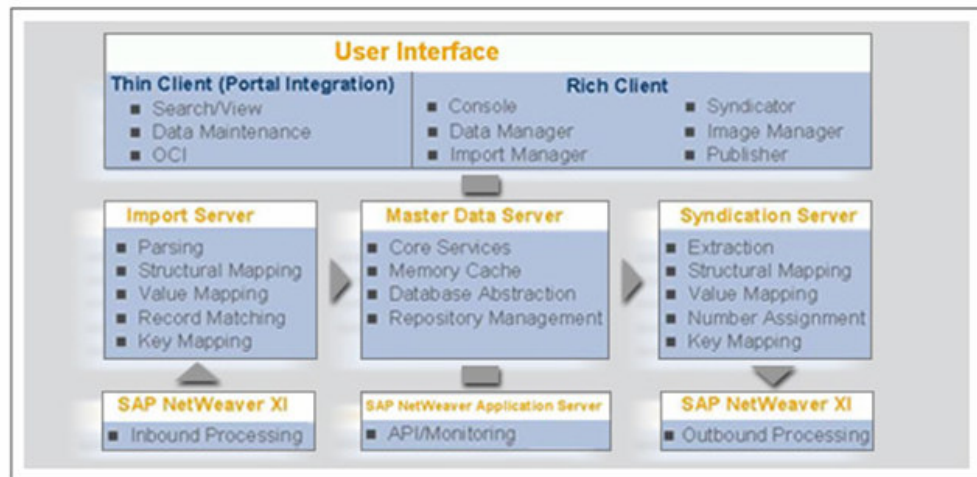 User Interface
Thin Client (Portal Integration)
Search/View
Data Maintenance
OCI
Rich Client
Console
Data Manager
Import Manager
Syndicator
Image Manager
Publisher
Import Server
Parsing
Structural Mapping
Value Mapping
Record Matching
Key Mapping
Master Data Server
Core Services
Memory Cache
Database Abstraction
Repository Management
Syndication Server
Extraction
Structural Mapping
Value Mapping
Number Assignment
Key Mapping
SAP NetWeaver XI
Inbound Processing
SAP NetWeaver Application Server
API/Monitoring
SAP NetWeaver XI
Outbound Processing